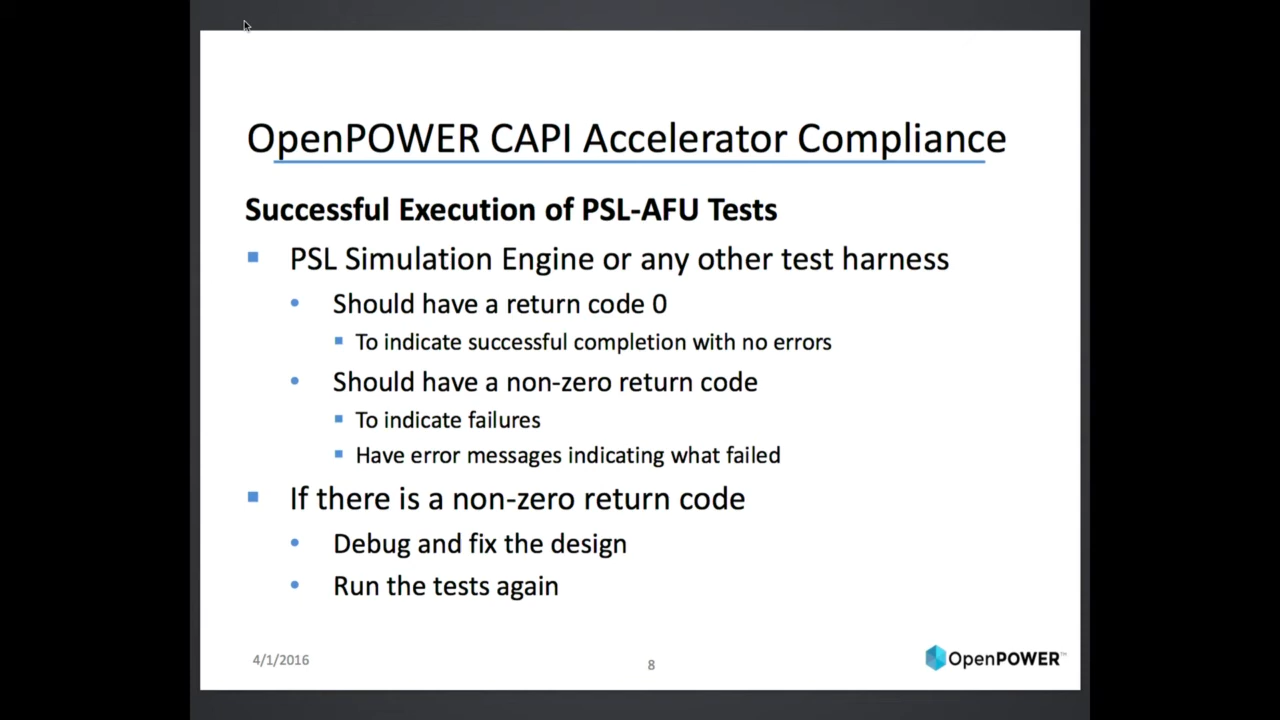 OpenPOWER CAPI Accelerator Compliance
Successful Execution of PSL-AFU Tests
PSL Simulation Engine or any other test harness
Should have a return code 0
To indicate successful completion with no errors
Should have a non-zero return code
To indicate failures
Have error messages indicating what failed
If there is a non-zero return code
Debug and fix the design
Run the tests again
4/1/2016
8
OpenPOWER™